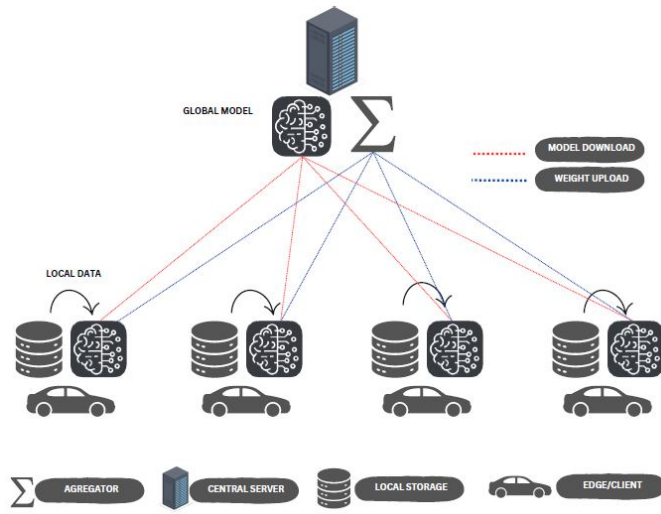 GLOBAL MODEL
Σ
MODEL DOWNLOAD
WEIGHT UPLOAD
LOCAL DATA
Σ AGREGATOR
CENTRAL SERVER
LOCAL STORAGE
EDGE/CLIENT